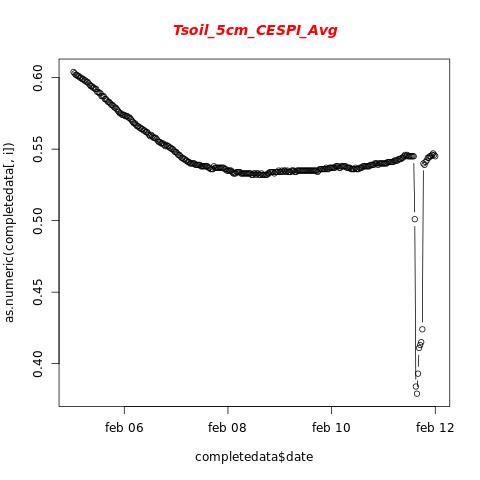 Tsoil_5cm_CESPI_Avg
as.numeric(completedata[, i])
0.60
0.55
0.50
0.45
0.40
feb 06 feb 08 feb 10 feb 12
completedata$date